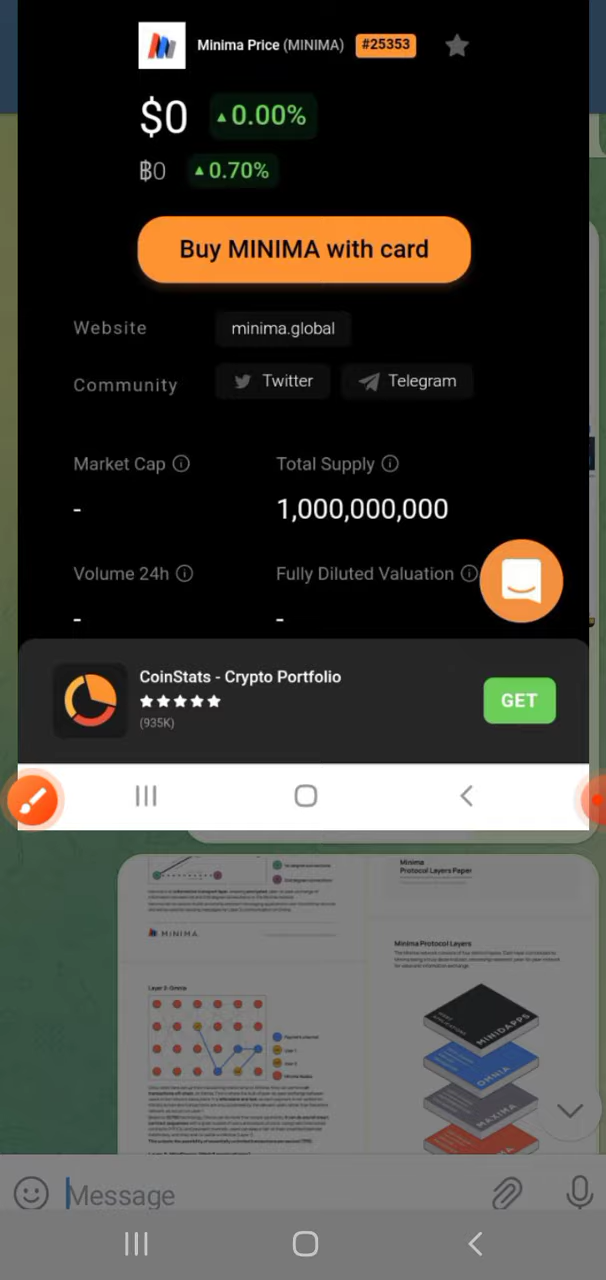 Minima Price (MINIMA) #25353
$0 ▲0.00%
฿0 ▲0.70%
Buy MINIMA with card
Website minima.global
Community Twitter Telegram
Market Cap Total Supply
- 1,000,000,000
Volume 24h Fully Diluted Valuation
- -
CoinStats - Crypto Portfolio
(935K)
GET
Minima
Protocol Layers Paper
MINIMA
Minima Protocol Layers
Layer 2: Omnia
MINIDAPPS
OMNIA
MAXIMA
Message